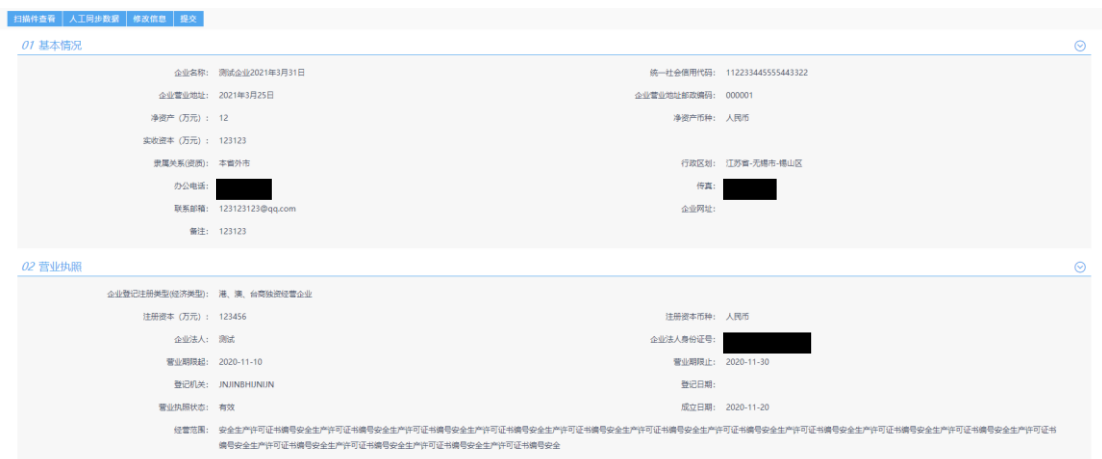 扫描件查看 人工同步数据 修改信息 提交
01 基本情况
企业名称: 测试企业2021年3月31日 统一社会信用代码: 112233445555443322
企业营业地址: 2021年3月25日 企业营业地址邮政编码: 000001
净资产（万元）: 12 净资产币种: 人民币
实收资本（万元）: 123123
隶属关系(资质): 本省外市 行政区划: 江苏省-无锡市-锡山区
办公电话: 传真:
联系邮箱: 123123123@qq.com 企业网址:
备注: 123123
02 营业执照
企业登记注册类型(经济类型): 港、澳、台商独资经营企业
注册资本（万元）: 123456 注册资本币种: 人民币
企业法人: 测试 企业法人身份证号:
营业期限起: 2020-11-10 营业期限止: 2020-11-30
登记机关: JNJINBHIJNIJN 登记日期:
营业执照状态: 有效 成立日期: 2020-11-20
经营范围: 安全生产许可证书编号安全生产许可证书编号安全生产许可证书编号安全生产许可证书编号安全生产许可证书编号安全生产许可证书编号安全生产许可证书编号安全生产许可证书编号安全生产许可证书
编号安全生产许可证书编号安全生产许可证书编号安全生产许可证书编号安全生产许可证书编号安全